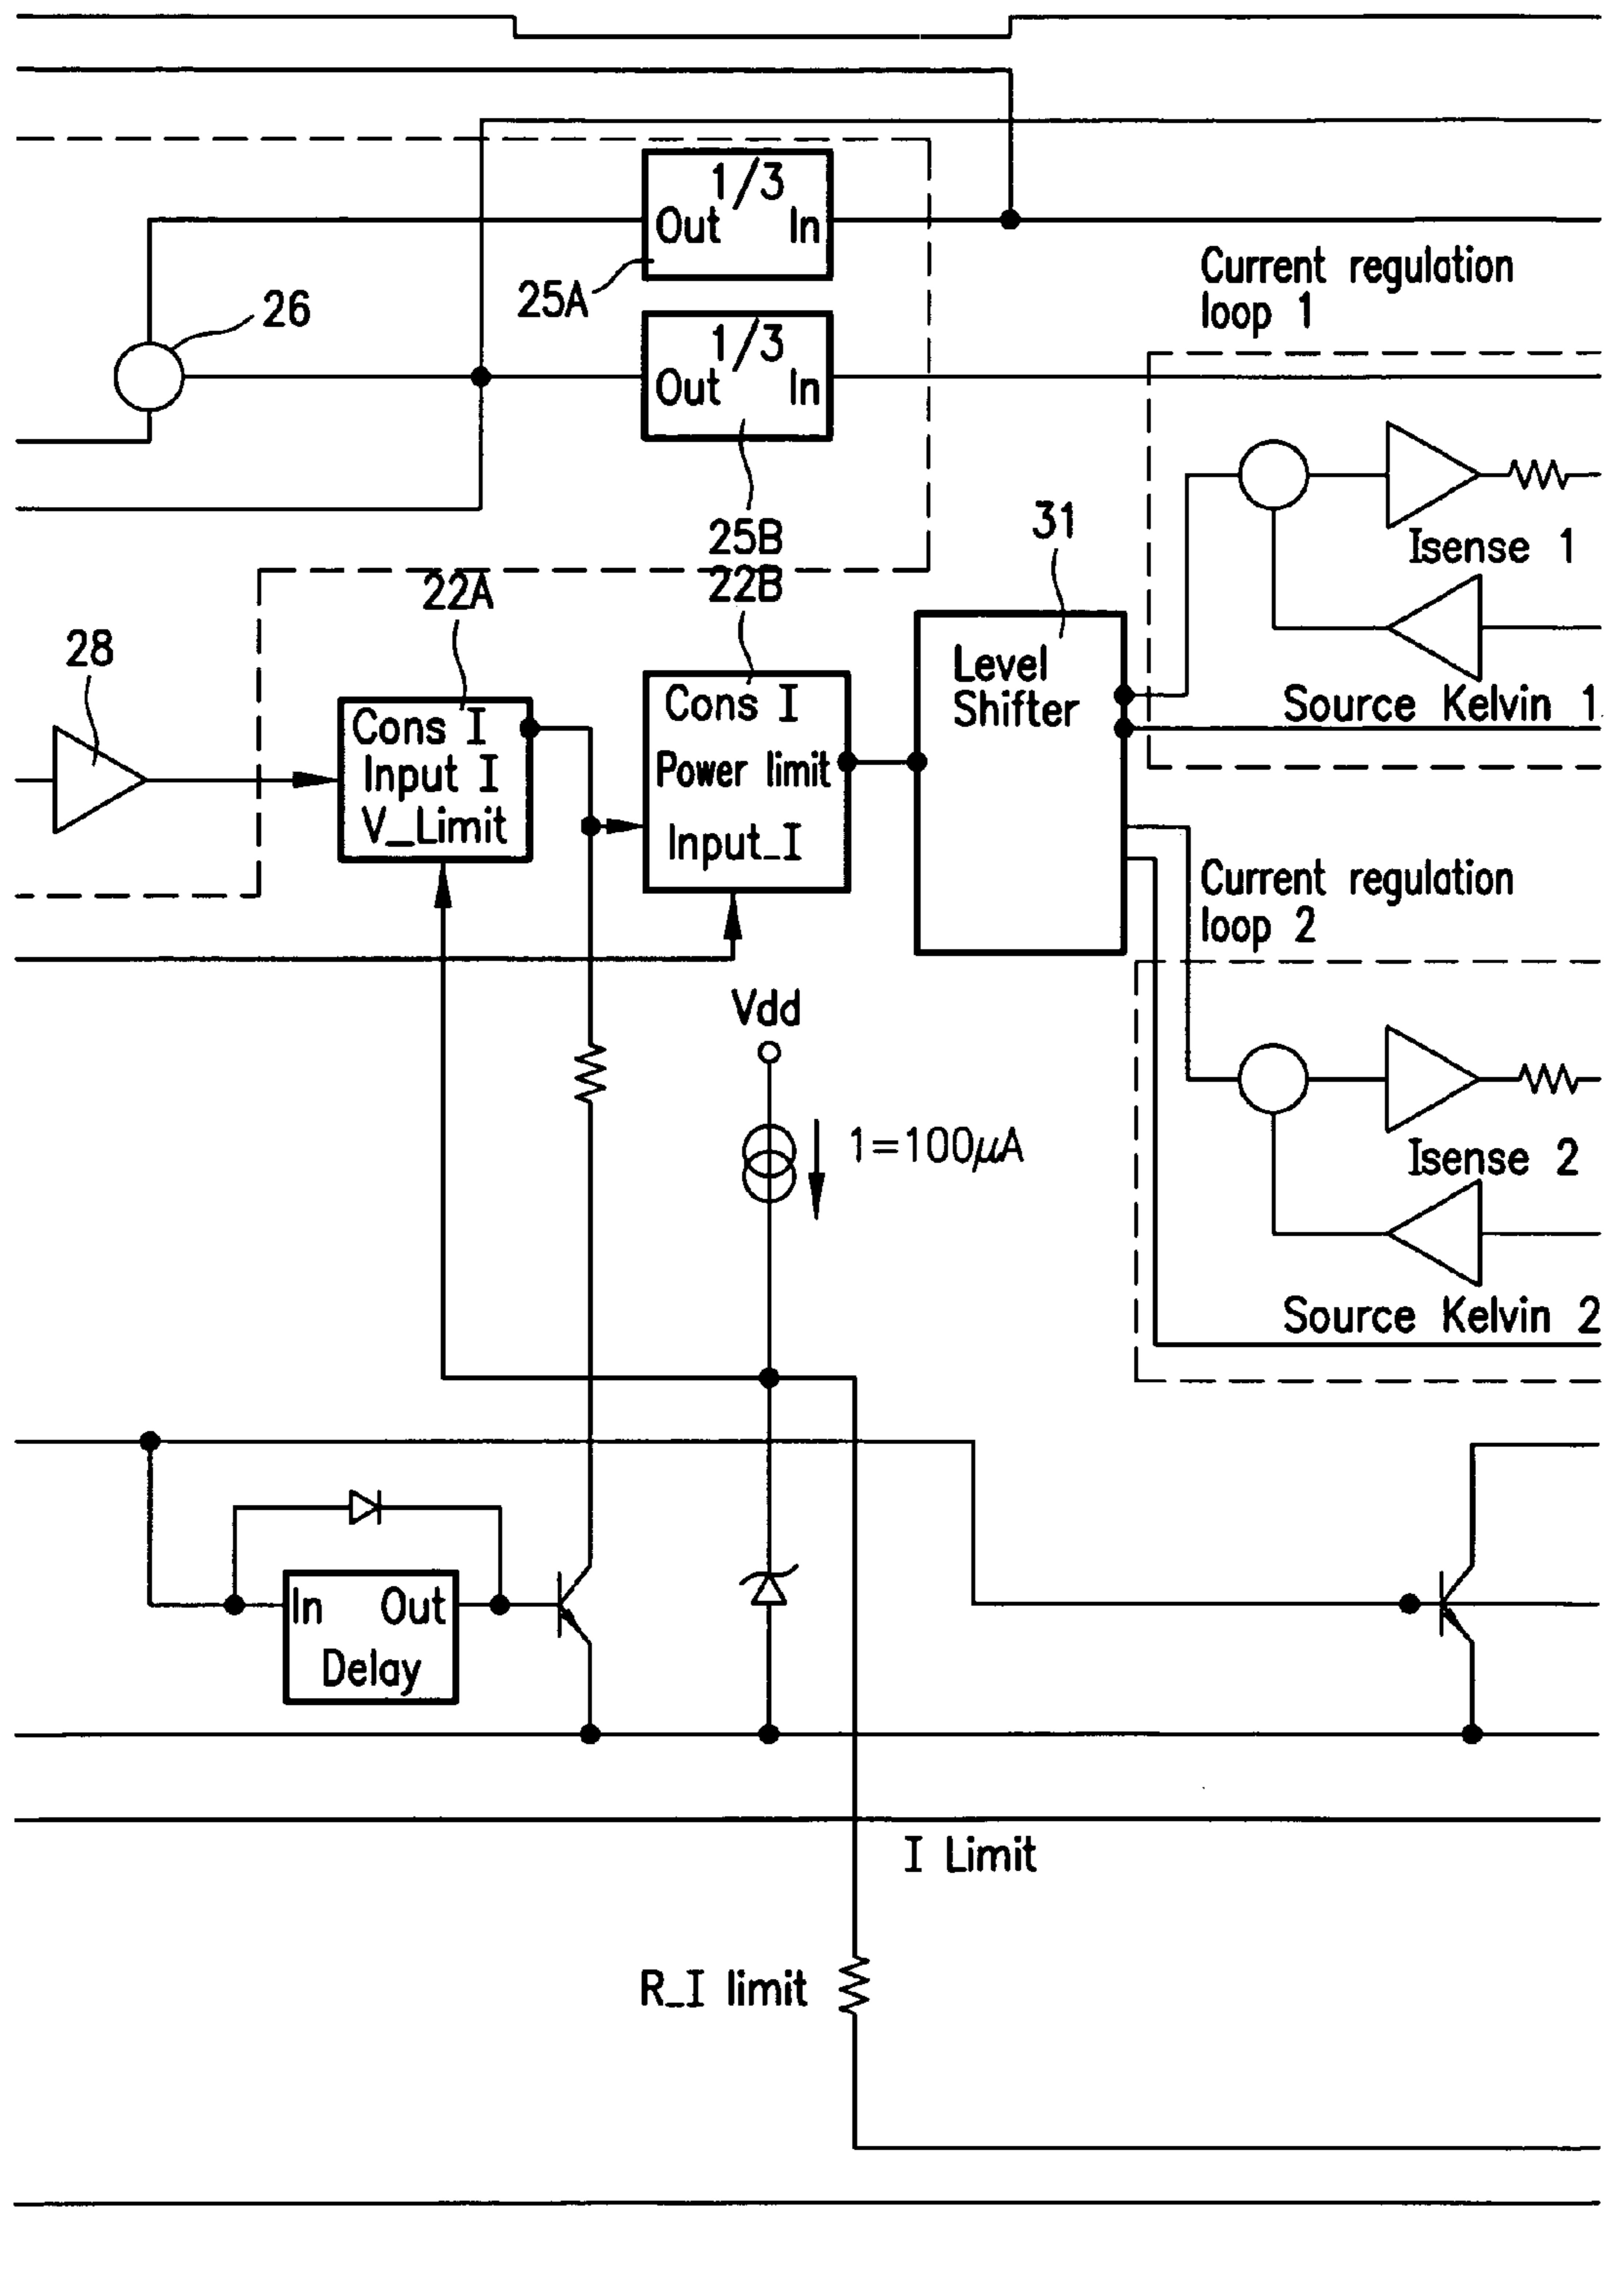 1/3
Out In
25A
26
1/3
Out In
25B
Current regulation
loop 1
Isense 1
Source Kelvin 1
31
Level
Shifter
22A
22B
28
Cons I
Input I
V_Limit
Cons I
Power limit
Input_I
Current regulation
loop 2
Isense 2
Source Kelvin 2
Vdd
1=100μA
In Out
Delay
I Limit
R_I limit